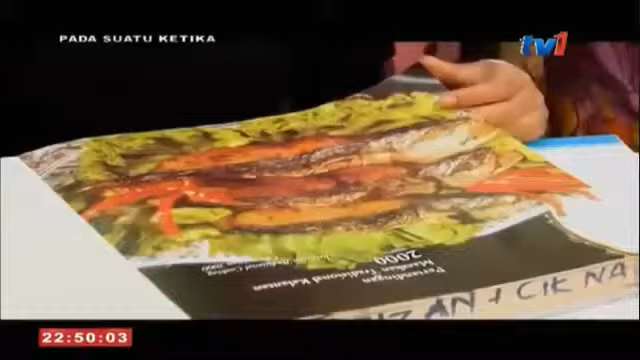 PADA SUATU KETIKA
tv1
2000
Pertandingan
Masakan Tradisional Kelantan
ZAN + CIK NA
22:50:03